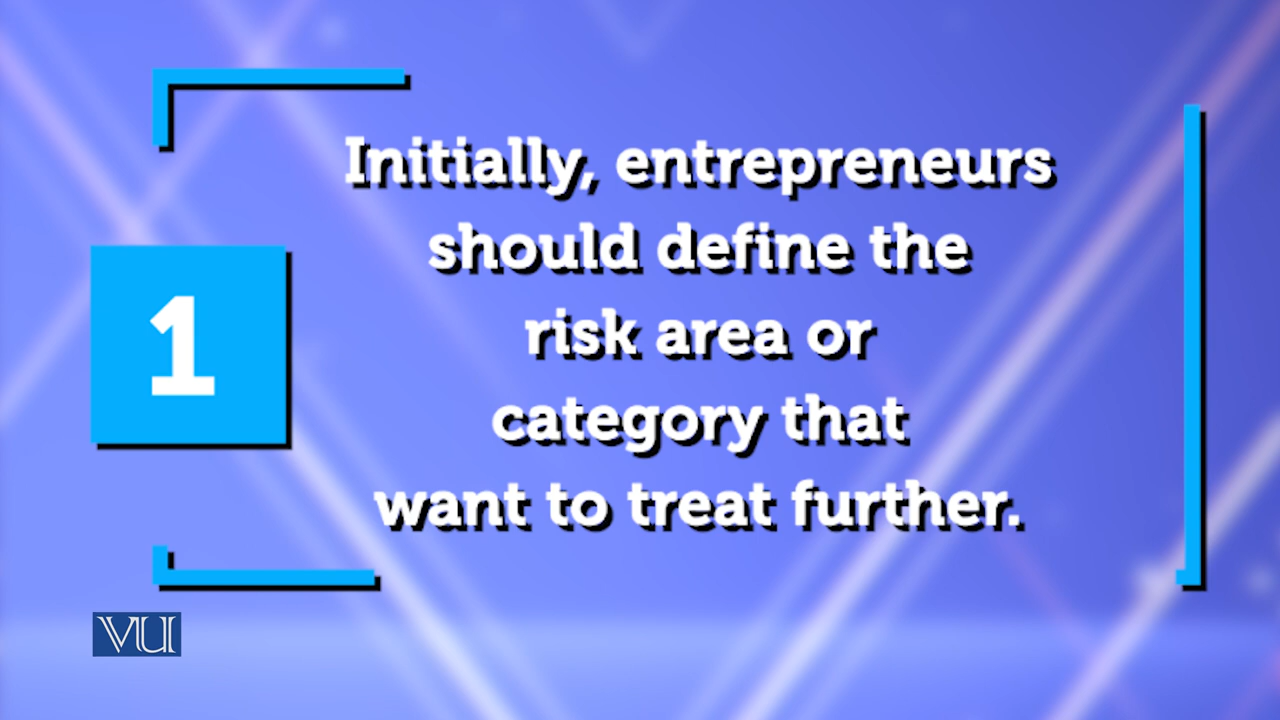 Initially, entrepreneurs
should define the
risk area or
1
category that
want to treat further.
VU